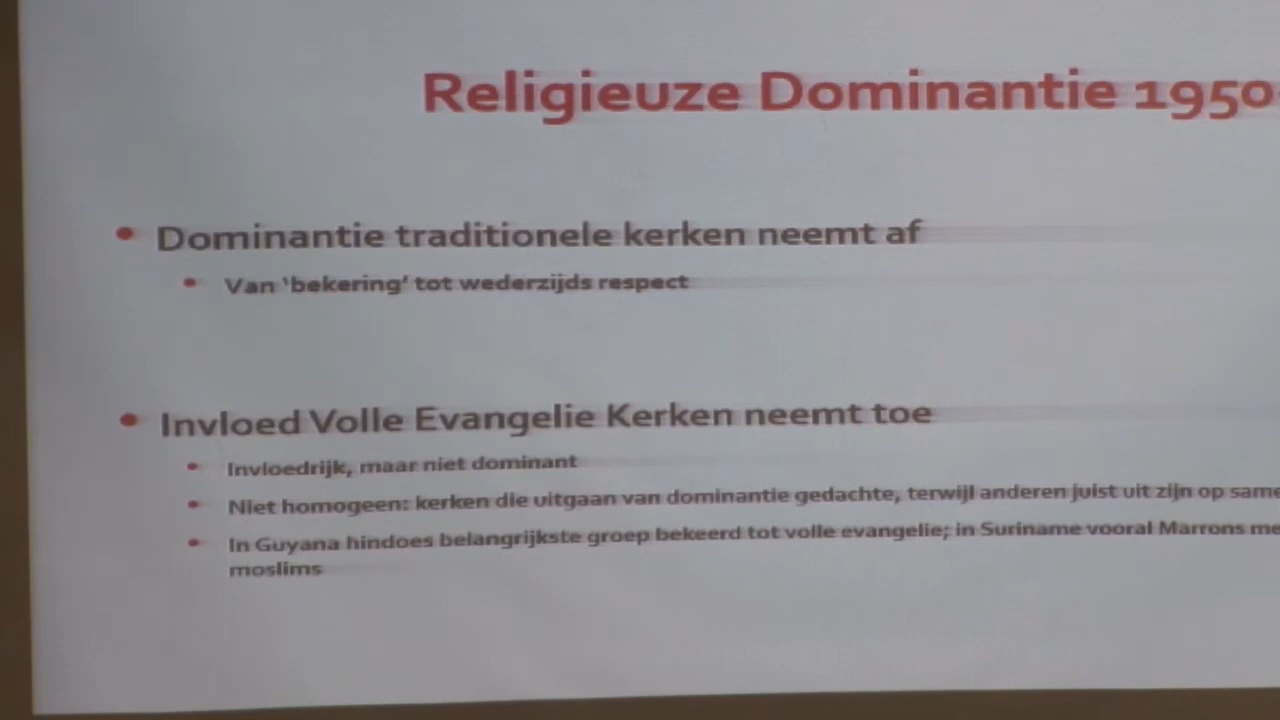 Religieuze Dominantie 1950
• Dominantie traditionele kerken neemt af
• Van 'bekering' tot wederzijds respect
• Invloed Volle Evangelie Kerken neemt toe
• Invloedrijk, maar niet dominant
• Niet homogeen: kerken die uitgaan van dominantie gedachte, terwijl anderen juist uit zijn op
• In Guyana hindoes belangrijkste groep bekeerd tot volle evangelie; in Suriname vooral Marrons
moslims